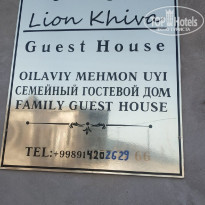 Lion Khiva
Guest House
OILAVIY MEHMON UYI
СЕМЕЙНЫЙ ГОСТЕВОЙ ДОМ
FAMILY GUEST HOUSE
TEL:+99891